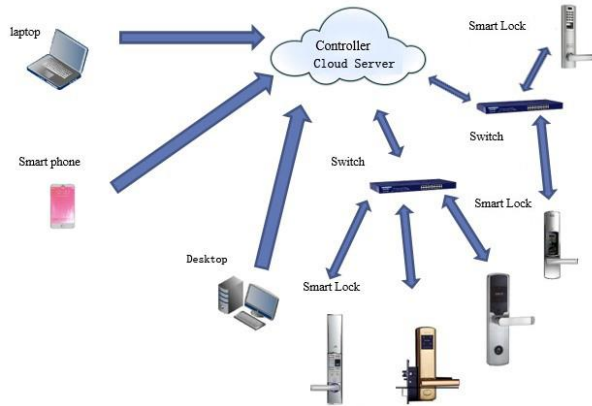 laptop
Controller
Cloud Server
Smart Lock
Smart phone
Switch
Switch
Desktop
Smart Lock
Smart Lock